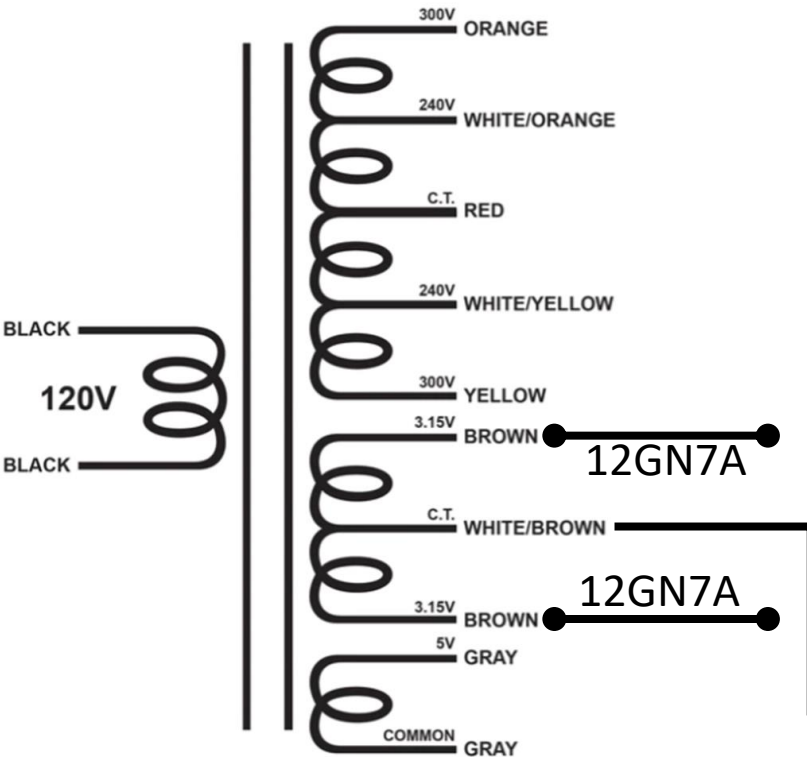 300V
ORANGE
240V
WHITE/ORANGE
C.T.
RED
240V
WHITE/YELLOW
BLACK
120V
BLACK
300V
YELLOW
3.15V
BROWN
12GN7A
C.T.
WHITE/BROWN
12GN7A
3.15V
BROWN
5V
GRAY
COMMON
GRAY